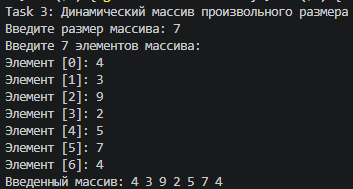 Task 3: Динамический массив произвольного размера
Введите размер массива: 7
Введите 7 элементов массива:
Элемент [0]: 4
Элемент [1]: 3
Элемент [2]: 9
Элемент [3]: 2
Элемент [4]: 5
Элемент [5]: 7
Элемент [6]: 4
Введенный массив: 4 3 9 2 5 7 4